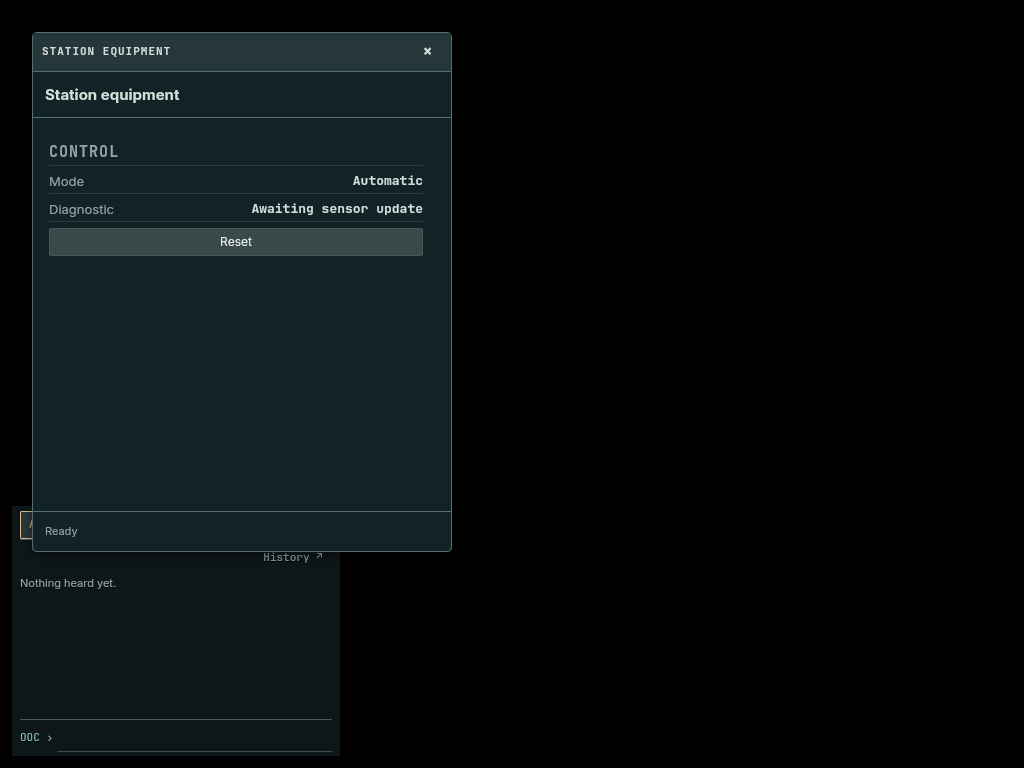 STATION EQUIPMENT ×
Station equipment
CONTROL
Mode Automatic
Diagnostic Awaiting sensor update
Reset
Ready
History ↗
Nothing heard yet.
OOC ›